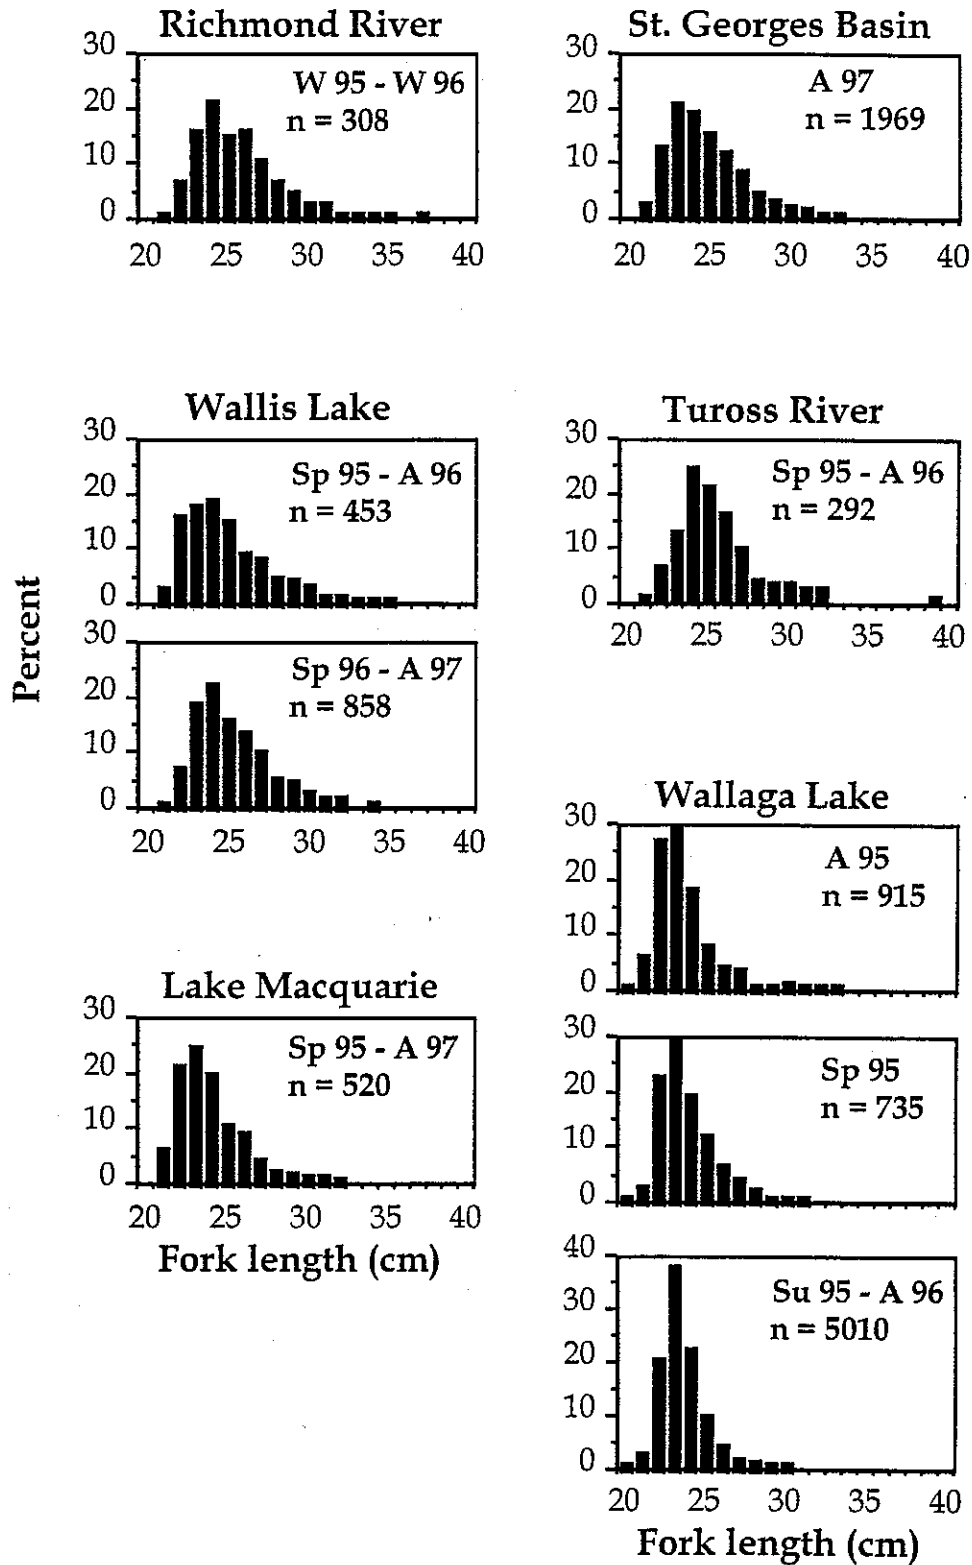 Richmond River
30
20
10
0
W 95 - W 96
n = 308
20 25 30 35 40
Wallis Lake
30
20
10
0
Sp 95 - A 96
n = 453
30
20
10
0
Sp 96 - A 97
n = 858
20 25 30 35 40
Percent
Lake Macquarie
30
20
10
0
Sp 95 - A 97
n = 520
20 25 30 35 40
Fork length (cm)
St. Georges Basin
30
20
10
0
A 97
n = 1969
20 25 30 35 40
Tuross River
30
20
10
0
Sp 95 - A 96
n = 292
20 25 30 35 40
Wallaga Lake
30
20
10
0
A 95
n = 915
30
20
10
0
Sp 95
n = 735
40
30
20
10
0
Su 95 - A 96
n = 5010
20 25 30 35 40
Fork length (cm)